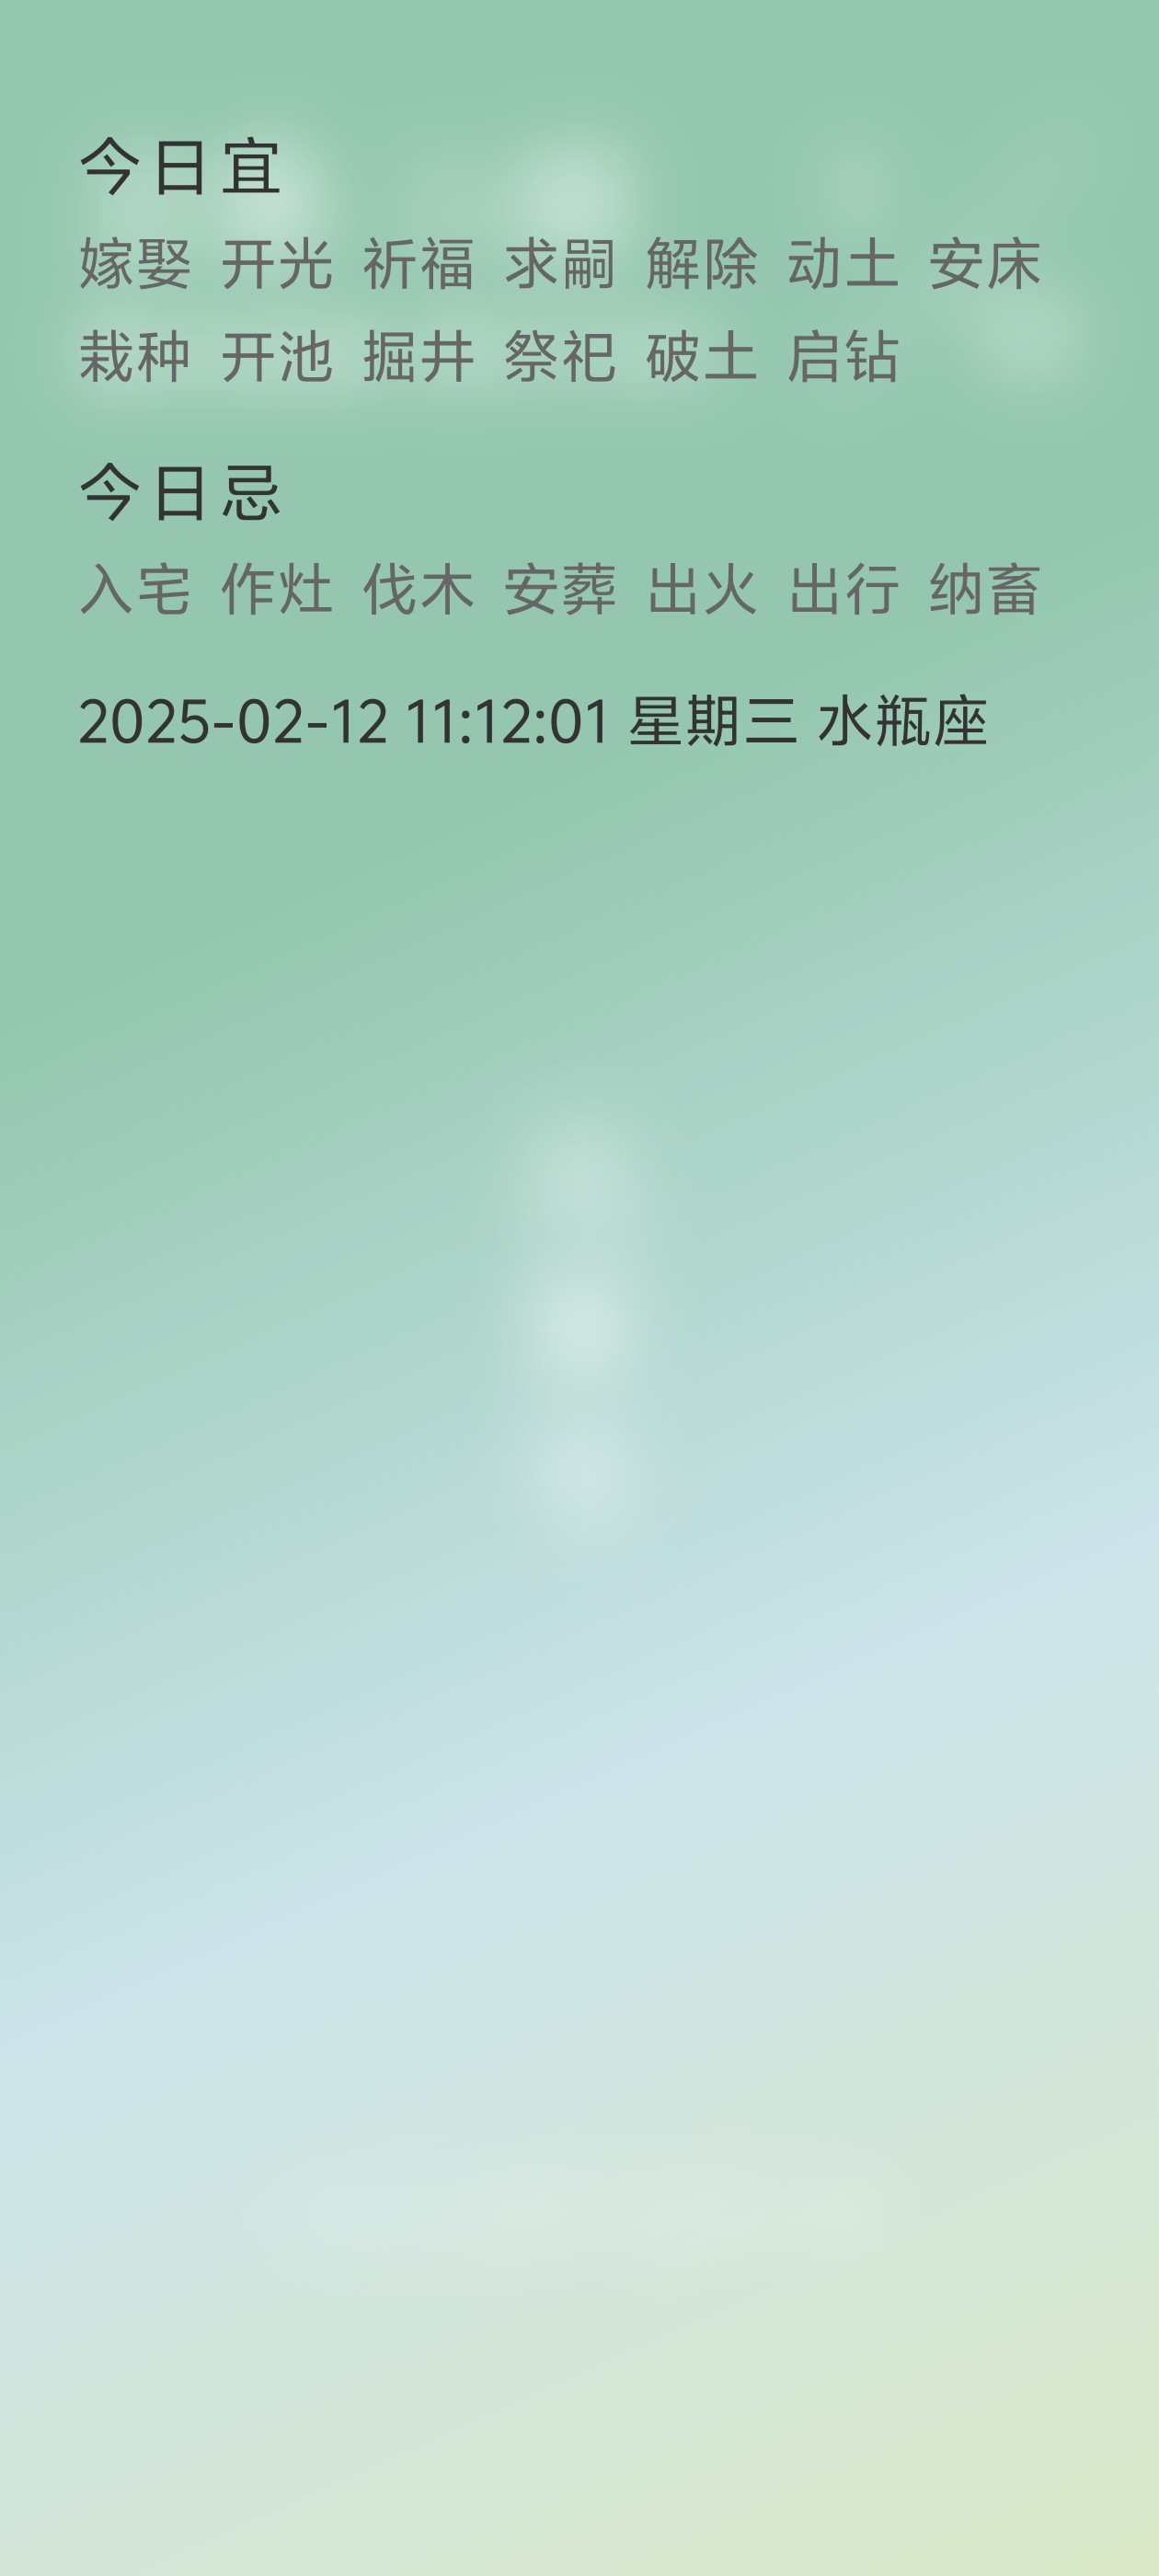 今日宜
嫁娶 开光 祈福 求嗣 解除 动土 安床
栽种 开池 掘井 祭祀 破土 启钻
今日忌
入宅 作灶 伐木 安葬 出火 出行 纳畜
2025-02-12 11:12:01 星期三 水瓶座